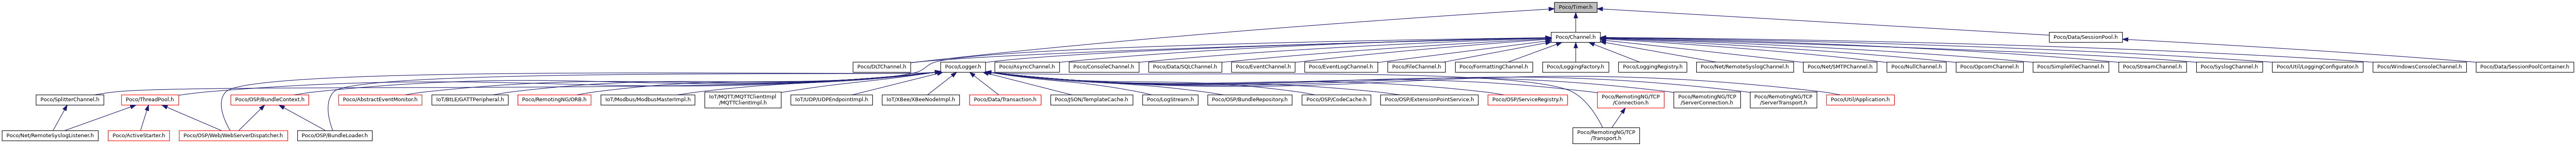 Poco/Timer.h
Poco/Channel.h
Poco/Data/SessionPool.h
Poco/DLTChannel.h
Poco/Logger.h
Poco/AsyncChannel.h
Poco/ConsoleChannel.h
Poco/Data/SQLChannel.h
Poco/EventChannel.h
Poco/EventLogChannel.h
Poco/FileChannel.h
Poco/FormattingChannel.h
Poco/LoggingFactory.h
Poco/LoggingRegistry.h
Poco/Net/RemoteSyslogChannel.h
Poco/Net/SMTPChannel.h
Poco/NullChannel.h
Poco/OpcomChannel.h
Poco/SimpleFileChannel.h
Poco/StreamChannel.h
Poco/SyslogChannel.h
Poco/Util/LoggingConfigurator.h
Poco/WindowsConsoleChannel.h
Poco/Data/SessionPoolContainer.h
Poco/SplitterChannel.h
Poco/ThreadPool.h
Poco/OSP/BundleContext.h
Poco/AbstractEventMonitor.h
IoT/BtLE/GATTPeripheral.h
Poco/RemotingNG/ORB.h
IoT/Modbus/ModbusMasterImpl.h
IoT/MQTT/MQTTClientImpl
/MQTTClientImpl.h
IoT/UDP/UDPEndpointImpl.h
IoT/XBee/XBeeNodeImpl.h
Poco/Data/Transaction.h
Poco/JSON/TemplateCache.h
Poco/LogStream.h
Poco/OSP/BundleRepository.h
Poco/OSP/CodeCache.h
Poco/OSP/ExtensionPointService.h
Poco/OSP/ServiceRegistry.h
Poco/RemotingNG/TCP
/Connection.h
Poco/RemotingNG/TCP
/ServerConnection.h
Poco/RemotingNG/TCP
/ServerTransport.h
Poco/Util/Application.h
Poco/Net/RemoteSyslogListener.h
Poco/ActiveStarter.h
Poco/OSP/Web/WebServerDispatcher.h
Poco/OSP/BundleLoader.h
Poco/RemotingNG/TCP
/Transport.h